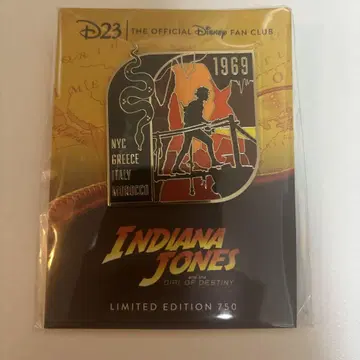 D23 | THE OFFICIAL Disney FAN CLUB
1969
NYC
GREECE
ITALY
MOROCCO
INDIANA
JONES
AND THE
DIAL OF DESTINY
LIMITED EDITION 750